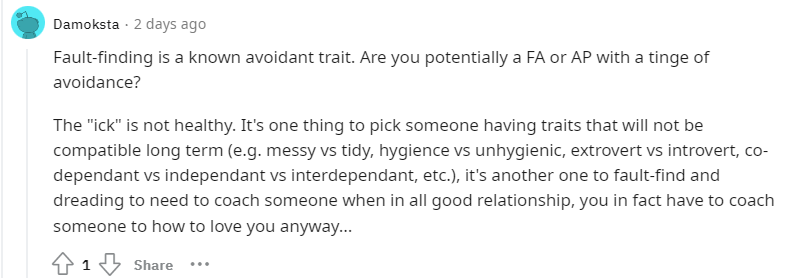 Damoksta · 2 days ago
Fault-finding is a known avoidant trait. Are you potentially a FA or AP with a tinge of
avoidance?
The "ick" is not healthy. It's one thing to pick someone having traits that will not be
compatible long term (e.g. messy vs tidy, hygience vs unhygienic, extrovert vs introvert, co-
dependant vs independant vs interdependant, etc.), it's another one to fault-find and
dreading to need to coach someone when in all good relationship, you in fact have to coach
someone to how to love you anyway...
1 Share ...